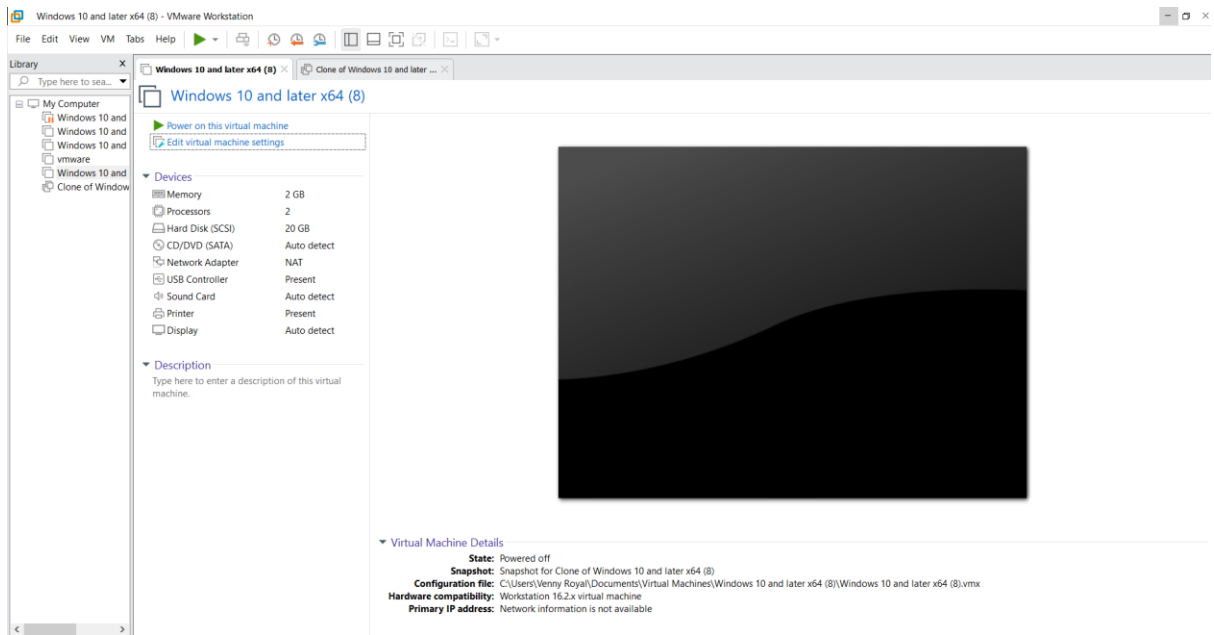 Windows 10 and later x64 (8) - VMware Workstation
File Edit View VM Tabs Help
Library X
Type here to sea...
My Computer
Windows 10 and
Windows 10 and
Windows 10 and
vmware
Windows 10 and
Clone of Window
Windows 10 and later x64 (8)
Clone of Windows 10 and later ...
Windows 10 and later x64 (8)
Power on this virtual machine
Edit virtual machine settings
Devices
Memory 2 GB
Processors 2
Hard Disk (SCSI) 20 GB
CD/DVD (SATA) Auto detect
Network Adapter NAT
USB Controller Present
Sound Card Auto detect
Printer Present
Display Auto detect
Description
Type here to enter a description of this virtual
machine.
Virtual Machine Details
State: Powered off
Snapshot: Snapshot for Clone of Windows 10 and later x64 (8)
Configuration file: C:\Users\Venny Royal\Documents\Virtual Machines\Windows 10 and later x64 (8)\Windows 10 and later x64 (8).vmx
Hardware compatibility: Workstation 16.2.x virtual machine
Primary IP address: Network information is not available